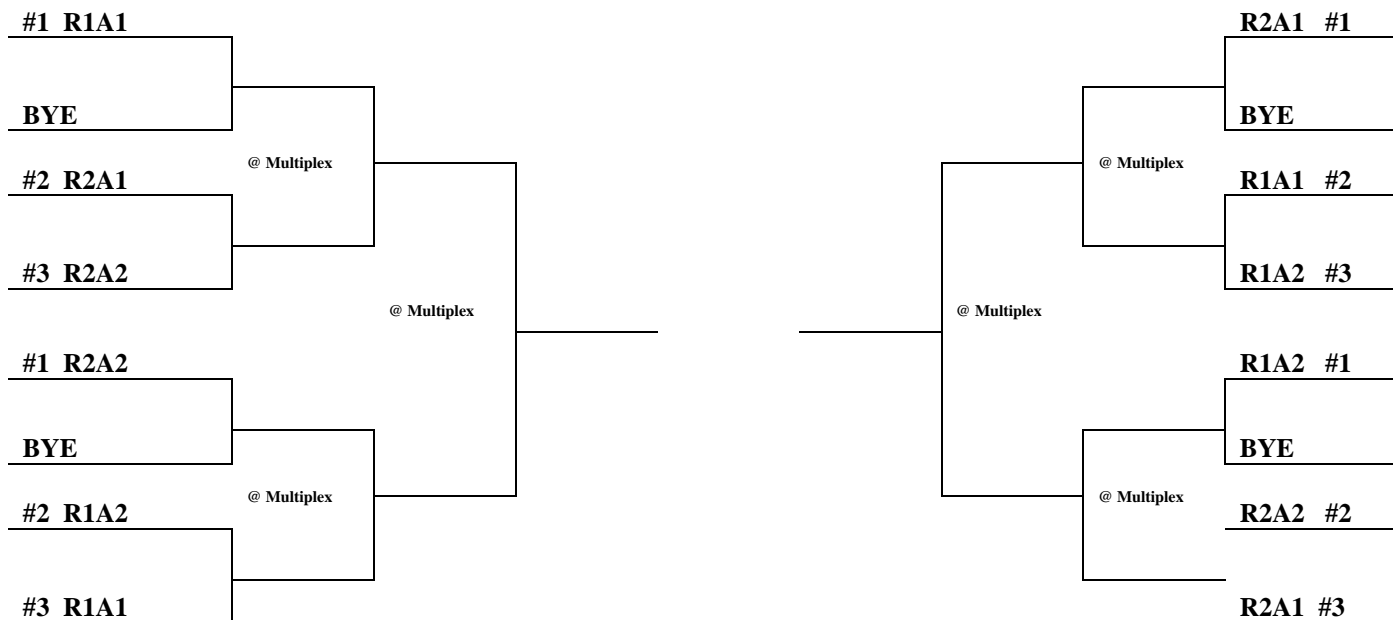 #1 R1A1
R2A1 #1
BYE
BYE
@ Multiplex
@ Multiplex
#2 R2A1
R1A1 #2
#3 R2A2
R1A2 #3
@ Multiplex
@ Multiplex
#1 R2A2
R1A2 #1
BYE
BYE
@ Multiplex
@ Multiplex
#2 R1A2
R2A2 #2
#3 R1A1
R2A1 #3